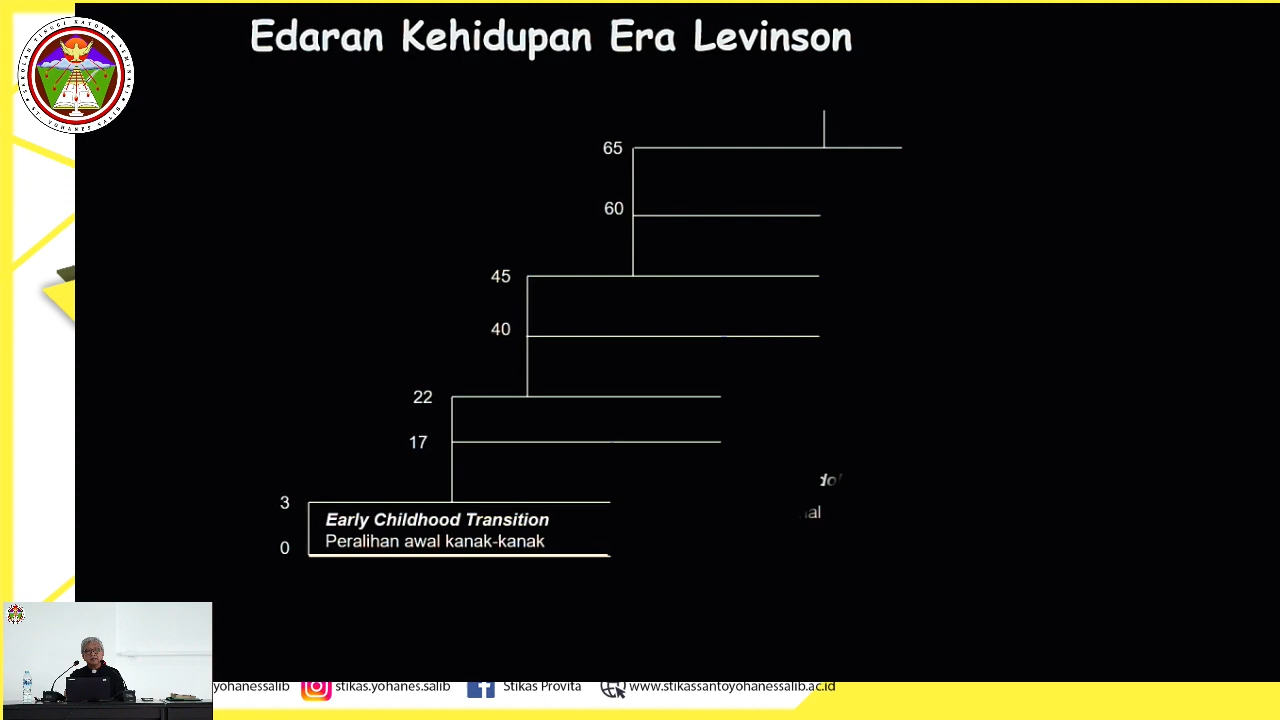 Edaran Kehidupan Era Levinson
65
60
45
40
22
17
3
Early Childhood Transition
0
Peralihan awal kanak-kanak
yohanessalib
stikas.yohanes.salib
Stikas Provita
www.stikassantoyohanessalib.ac.id